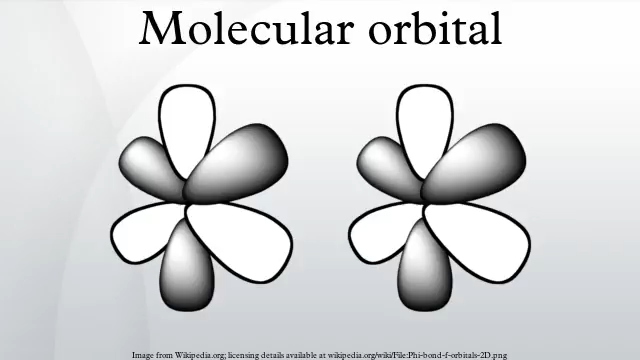 Molecular orbital
Image from Wikipedia.org; licensing details available at wikipedia.org/wiki/File:Phi-bond-f-orbitals-2D.png